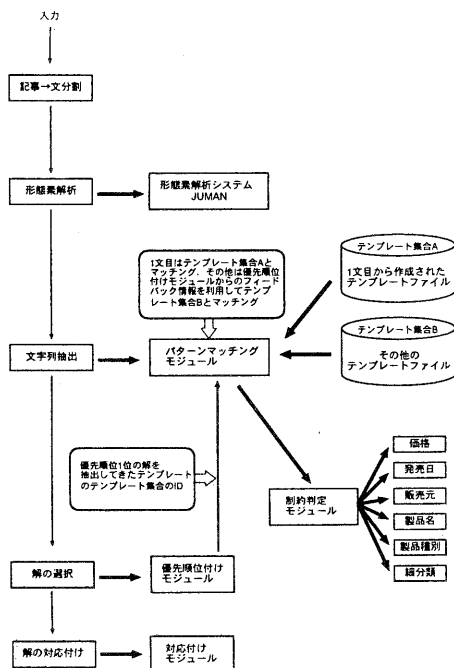 入力
記事→文分割
形態素解析
形態素解析システム
JUMAN
1文目はテンプレート集合Aと
マッチング、その他は優先順位
付けモジュールからのフィード
バック情報を利用してテンプ
レート集合Bとマッチング
テンプレート集合A
1文目から作成された
テンプレートファイル
テンプレート集合B
その他の
テンプレートファイル
文字列抽出
パターンマッチング
モジュール
優先順位1位の解を
抽出してきたテンプレート
のテンプレート集合のID
制約判定
モジュール
価格
発売日
販売元
製品名
製品種別
細分類
解の選択
優先順位付け
モジュール
解の対応付け
対応付け
モジュール